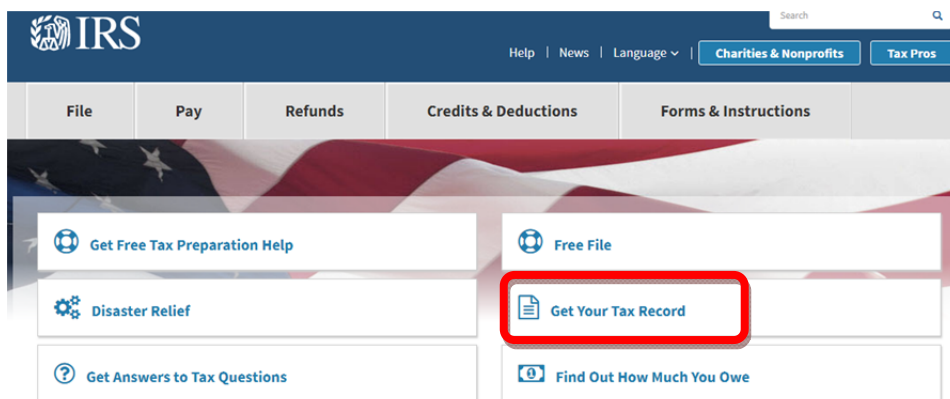 Search
IRS
Help | News | Language | Charities & Nonprofits Tax Pros
File Pay Refunds Credits & Deductions Forms & Instructions
Get Free Tax Preparation Help Free File
Disaster Relief Get Your Tax Record
Get Answers to Tax Questions Find Out How Much You Owe